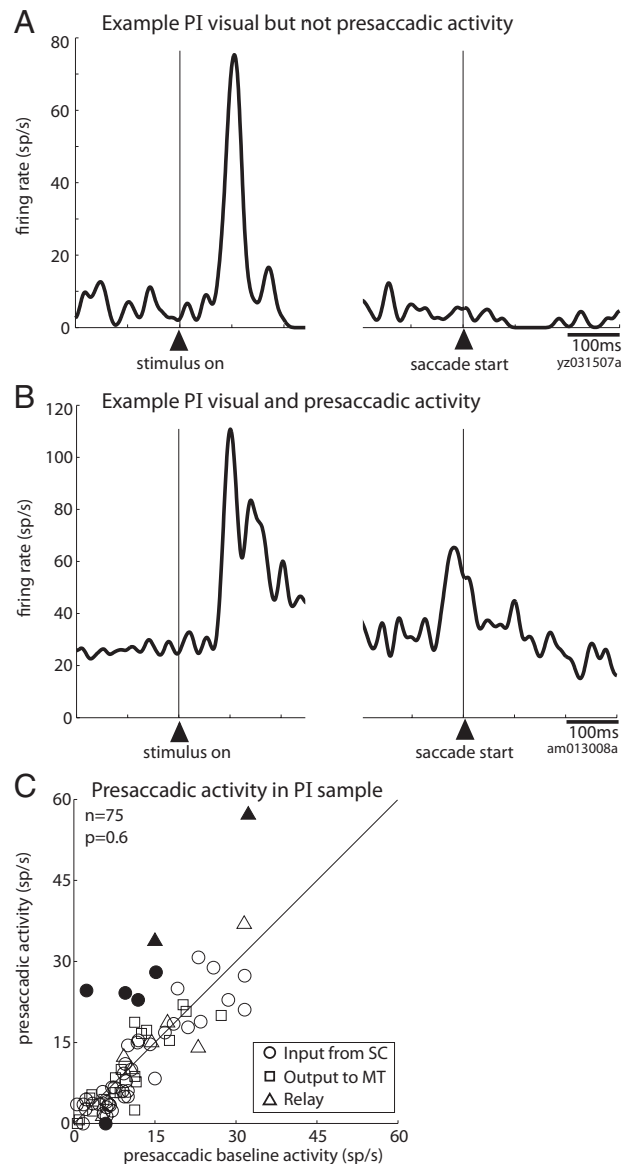 A
Example PI visual but not presaccadic activity
80
60
40
20
0
firing rate (sp/s)
stimulus on
saccade start
100ms
yz031507a
B
Example PI visual and presaccadic activity
120
100
80
60
40
20
0
firing rate (sp/s)
stimulus on
saccade start
100ms
am013008a
C
Presaccadic activity in PI sample
n=75
p=0.6
60
45
30
15
0
presaccadic activity (sp/s)
Input from SC
Output to MT
Relay
0 15 30 45 60
presaccadic baseline activity (sp/s)